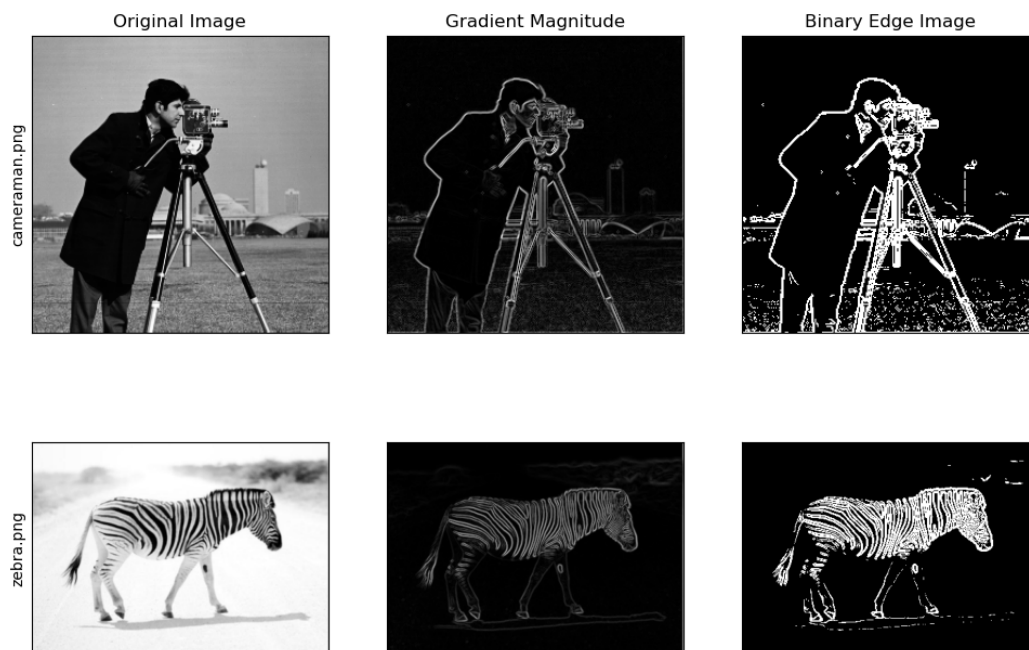 Original Image
Gradient Magnitude
Binary Edge Image
cameraman.png
zebra.png